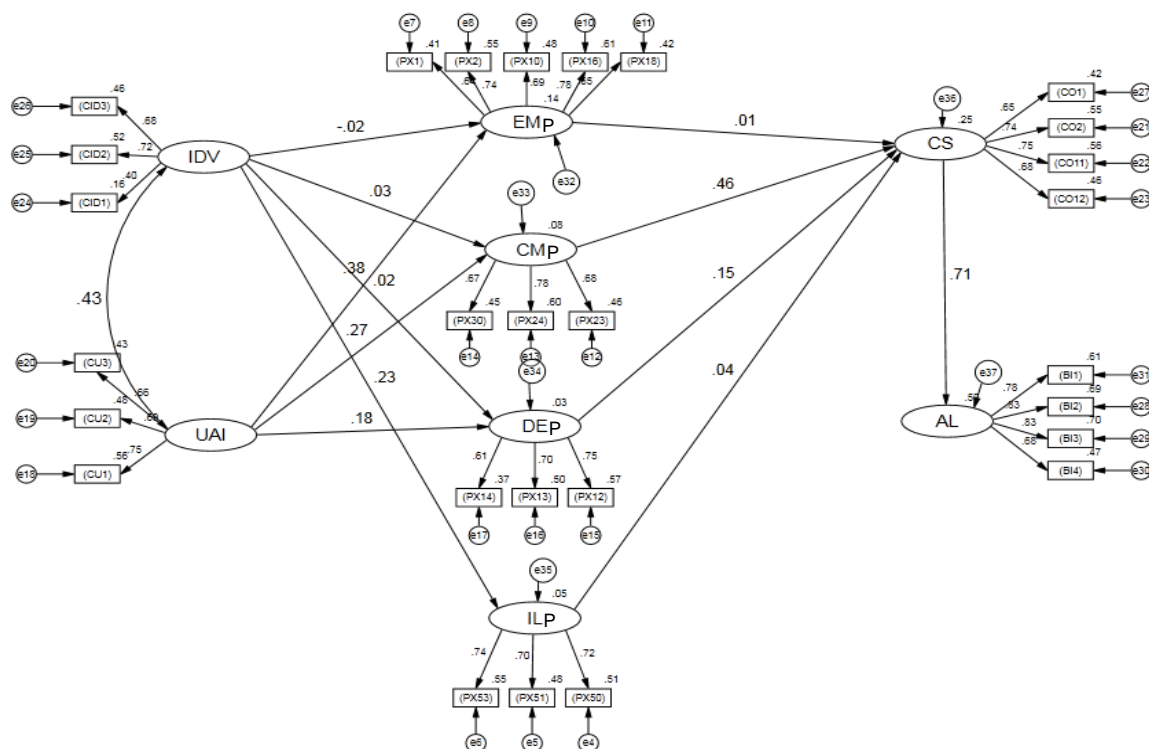 e7 e8 e9 e10 e11
.41 .55 .48 .61 .42
(PX1) (PX2) (PX10) (PX16) (PX18)
.74 .69 .78 .65
.14
EMP
e32
e26 .46
(CID3)
.68
e25 .52
(CID2)
.72
.40
e24 .16
(CID1)
IDV
-.02
.03
.38
.02
.27
.23
.18
.43
e33
.08
CMP
.67 .78 .68
.45 .60 .46
(PX30) (PX24) (PX23)
e14 e13 e12
e34
.03
DEP
.61 .70 .75
.37 .50 .57
(PX14) (PX13) (PX12)
e17 e16 e15
e35
.05
ILP
.74 .70 .72
.55 .48 .51
(PX53) (PX51) (PX50)
e6 e5 e4
e20 .43
(CU3)
.66
e19 .48
(CU2)
e18 .56
(CU1)
.75
UAI
.01
.46
.15
.04
e36
.25
CS
.65 .42
(CO1) e27
.74 .55
(CO2) e21
.75 .56
(CO11) e22
.68 .46
(CO12) e23
.71
e37
AL
.78 .61
(BI1) e31
.83 .69
(BI2) e28
.83 .70
(BI3) e29
.68 .47
(BI4) e30